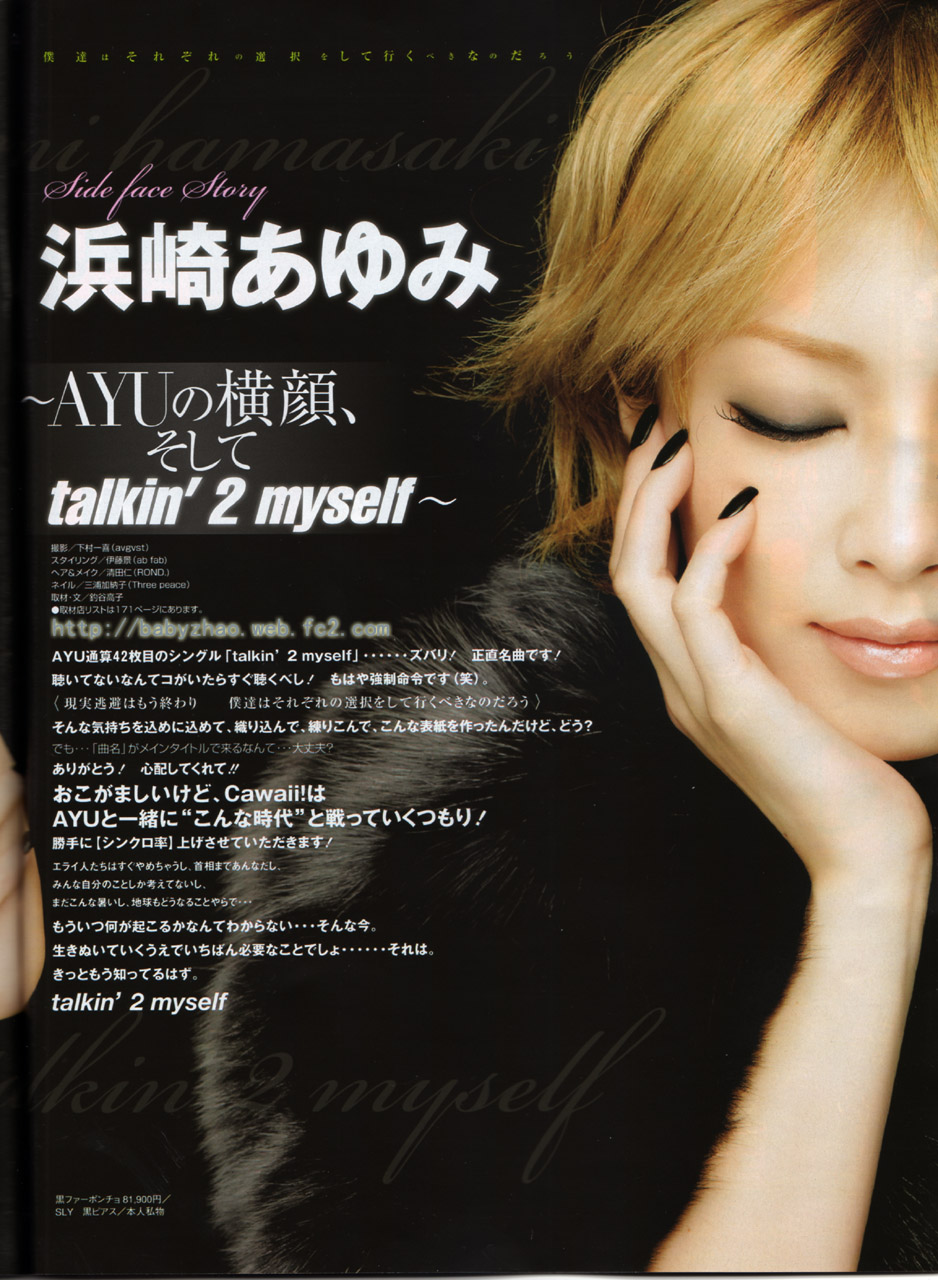 僕達はそれぞれの選択をして行くべきなのだろう
mi hamasaki
Side face Story
浜崎あゆみ
～AYUの横顔、
そして
talkin' 2 myself～
撮影／下村一喜(avgvst)
スタイリング／伊藤景(ab fab)
ヘア&メイク／清田仁(ROND.)
ネイル／三浦加納子(Three peace)
取材・文／釣谷高子
●取材店リストは171ページにあります。
http://babyzhao.web.fc2.com
AYU通算42枚目のシングル「talkin' 2 myself」‥‥‥ズバリ！ 正直名曲です！
聴いてないなんてコがいたらすぐ聴くべし！ もはや強制命令です(笑)。
〈 現実逃避はもう終わり 僕達はそれぞれの選択をして行くべきなのだろう 〉
そんな気持ちを込めに込めて、織り込んで、練りこんで、こんな表紙を作ったんだけど、どう？
でも･･･「曲名」がメインタイトルで来るなんて･･･大丈夫？
ありがとう！ 心配してくれて!!
おこがましいけど、Cawaii!は
AYUと一緒に“こんな時代”と戦っていくつもり！
勝手に【シンクロ率】上げさせていただきます！
エライ人たちはすぐやめちゃうし、首相まであんなだし、
みんな自分のことしか考えてないし、
まだこんな暑いし、地球もどうなることやらで･･･
もういつ何が起こるかなんてわからない･･･そんな今。
生きぬいていくうえでいちばん必要なことでしょ‥‥‥それは。
きっともう知ってるはず。
talkin' 2 myself
alkin' 2 myself
黒ファーポンチョ81,900円／
SLY 黒ピアス／本人私物